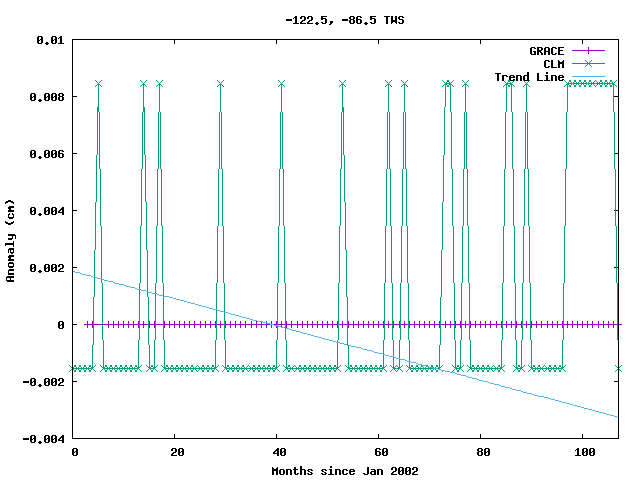 -122.5, -86.5 TWS
GRACE
CLM
Trend Line
0.01
0.008
0.006
0.004
0.002
0
-0.002
-0.004
Anomaly (cm)
0 20 40 60 80 100
Months since Jan 2002